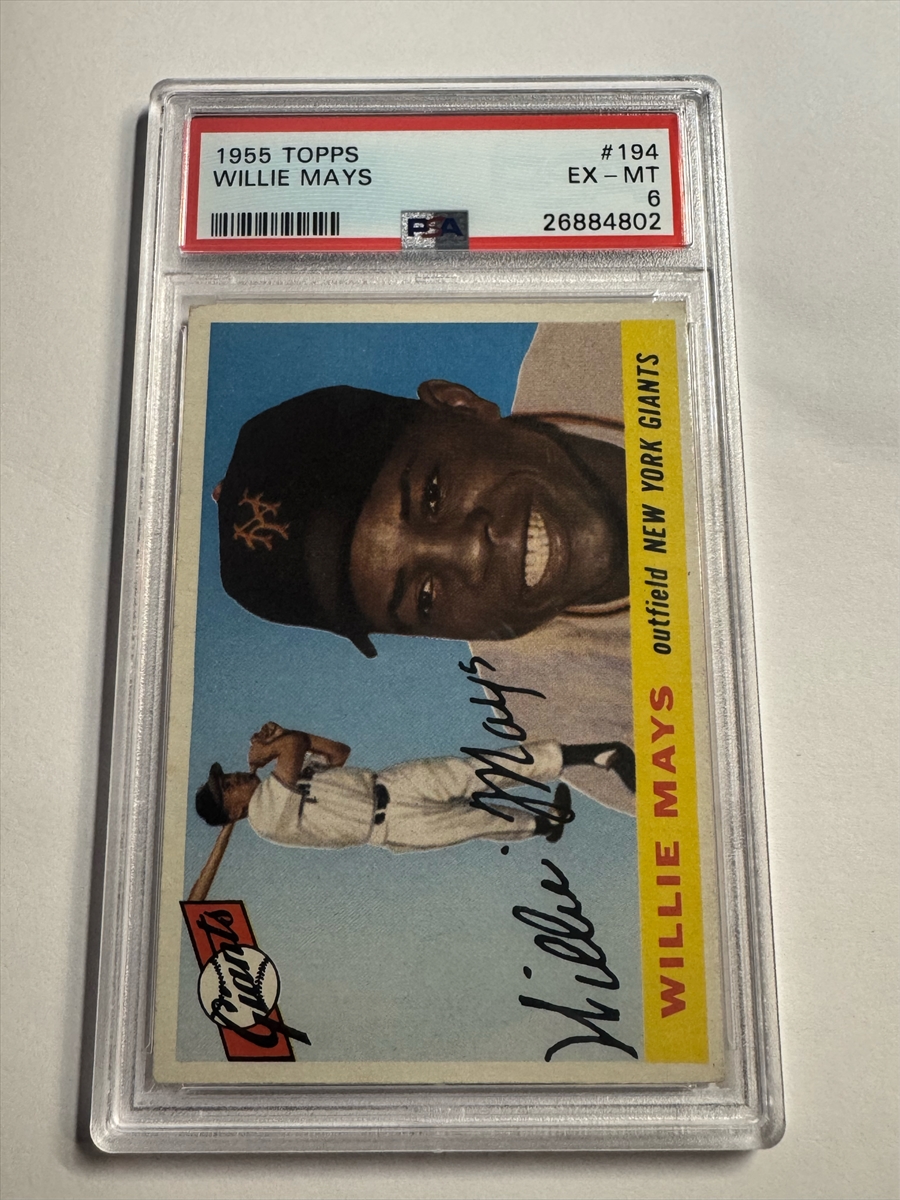 1955 TOPPS #194
WILLIE MAYS EX - MT
6
26884802
PSA
NY
Giants
Willie Mays
WILLIE MAYS outfield NEW YORK GIANTS